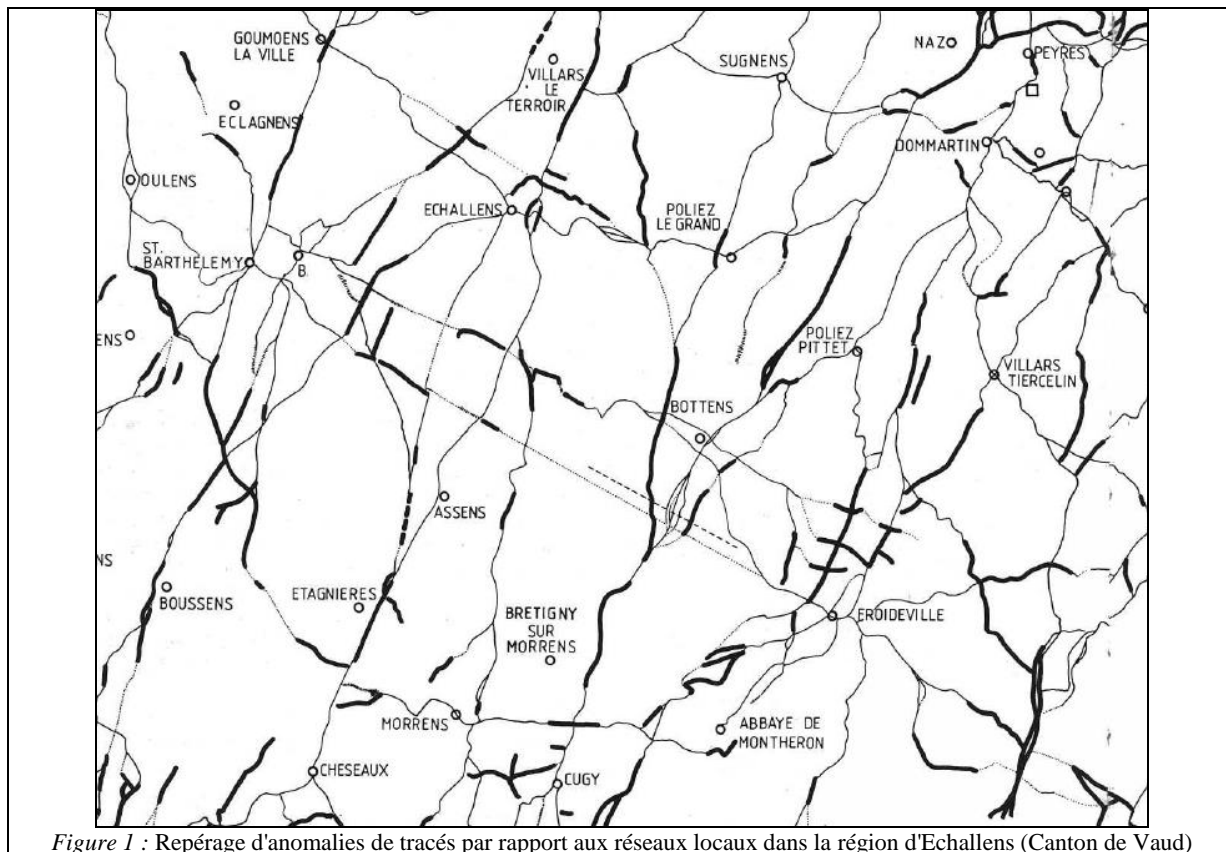 GOUMOENS
LA VILLE
NAZ
PEYRES
SUGNENS
VILLARS
LE
TERROIR
ECLAGNENS
DOMMARTIN
OULENS
ECHALLENS
POLIEZ
LE GRAND
ST.
BARTHELEMY
B.
ENS
POLIEZ
PITTET
VILLARS
TIERCELIN
BOTTENS
ASSENS
NS
BOUSSENS
ETAGNIERES
BRETIGNY
SUR
MORRENS
FROIDEVILLE
MORRENS
ABBAYE DE
MONTHERON
CHESEAUX
CUGY
Figure 1 : Repérage d'anomalies de tracés par rapport aux réseaux locaux dans la région d'Echallens (Canton de Vaud)